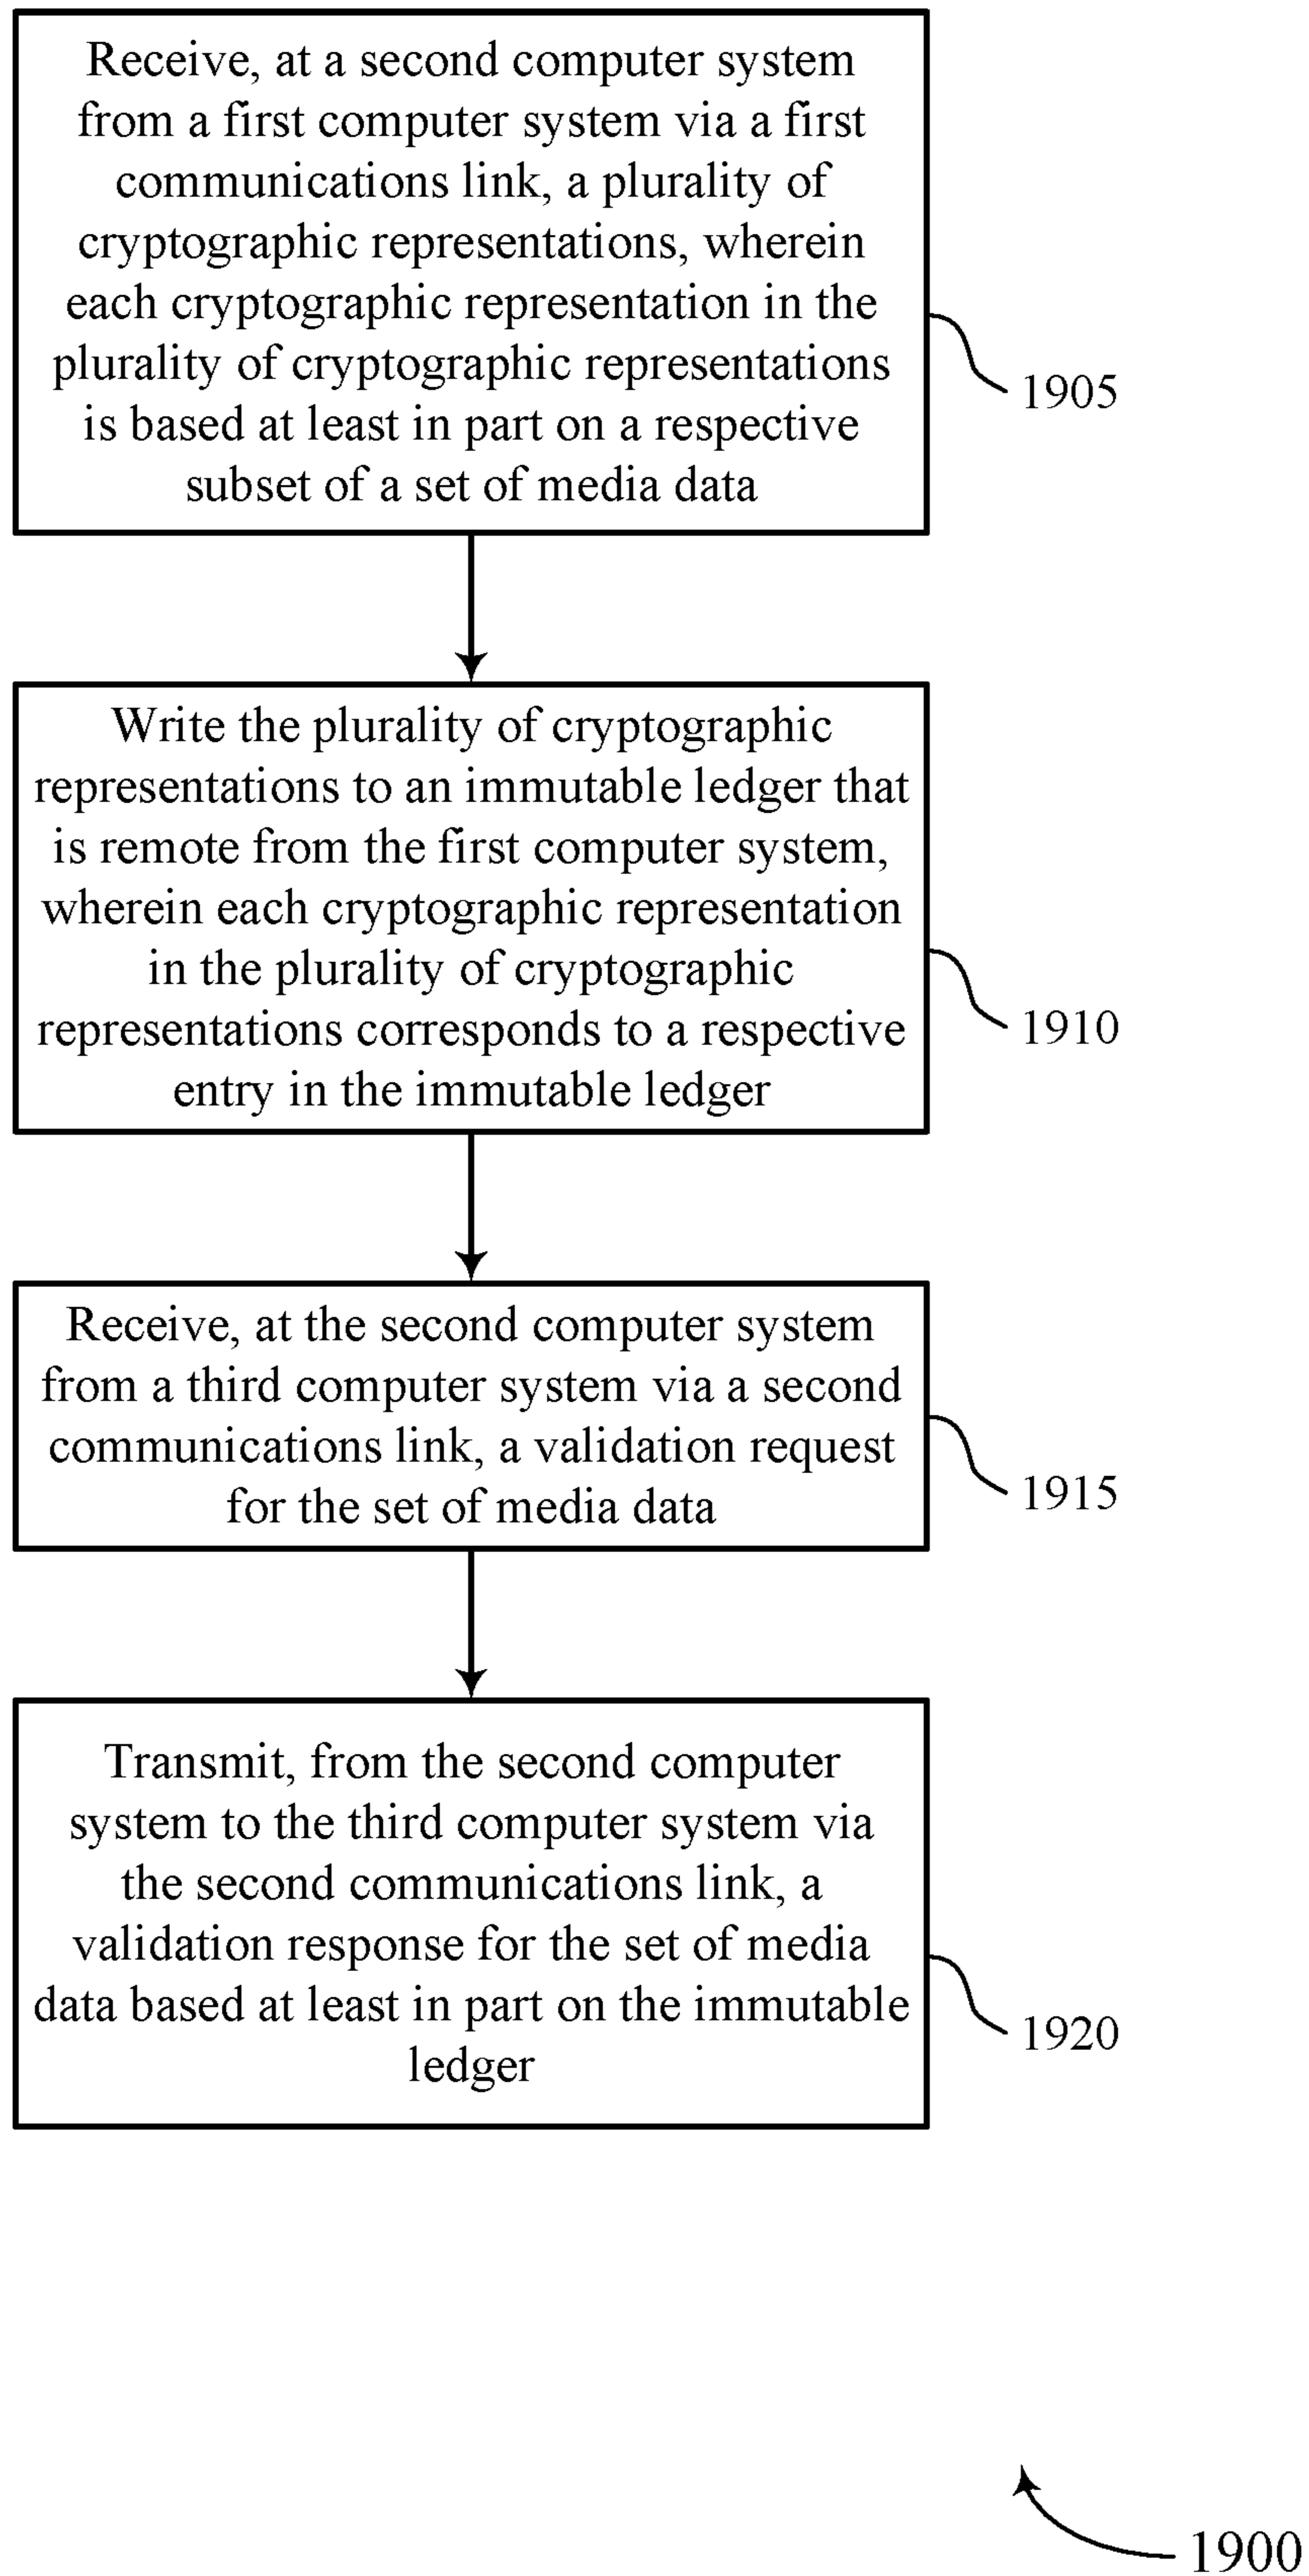 Receive, at a second computer system
from a first computer system via a first
communications link, a plurality of
cryptographic representations, wherein
each cryptographic representation in the
plurality of cryptographic representations
is based at least in part on a respective
subset of a set of media data
1905
Write the plurality of cryptographic
representations to an immutable ledger that
is remote from the first computer system,
wherein each cryptographic representation
in the plurality of cryptographic
representations corresponds to a respective
entry in the immutable ledger
1910
Receive, at the second computer system
from a third computer system via a second
communications link, a validation request
for the set of media data
1915
Transmit, from the second computer
system to the third computer system via
the second communications link, a
validation response for the set of media
data based at least in part on the immutable
ledger
1920
1900